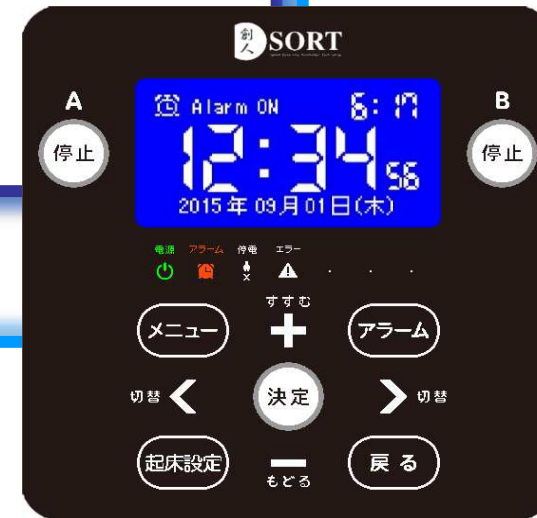 創人 SORT
A
B
停止
停止
Alarm ON 6:17
12:34 56
2015年09月01日(木)
電源 アラーム 停電 エラー
すすむ
メニュー
アラーム
切替
決定
切替
起床設定
もどる
戻る